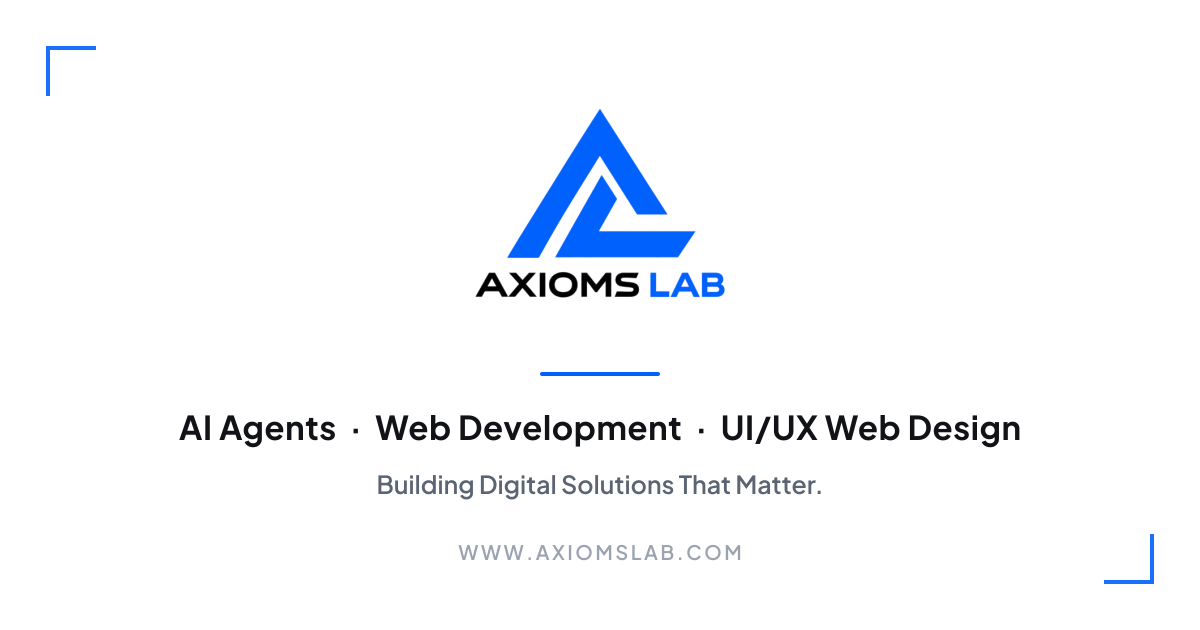 AXIOMS LAB
AI Agents · Web Development · UI/UX Web Design
Building Digital Solutions That Matter.
WWW.AXIOMSLAB.COM